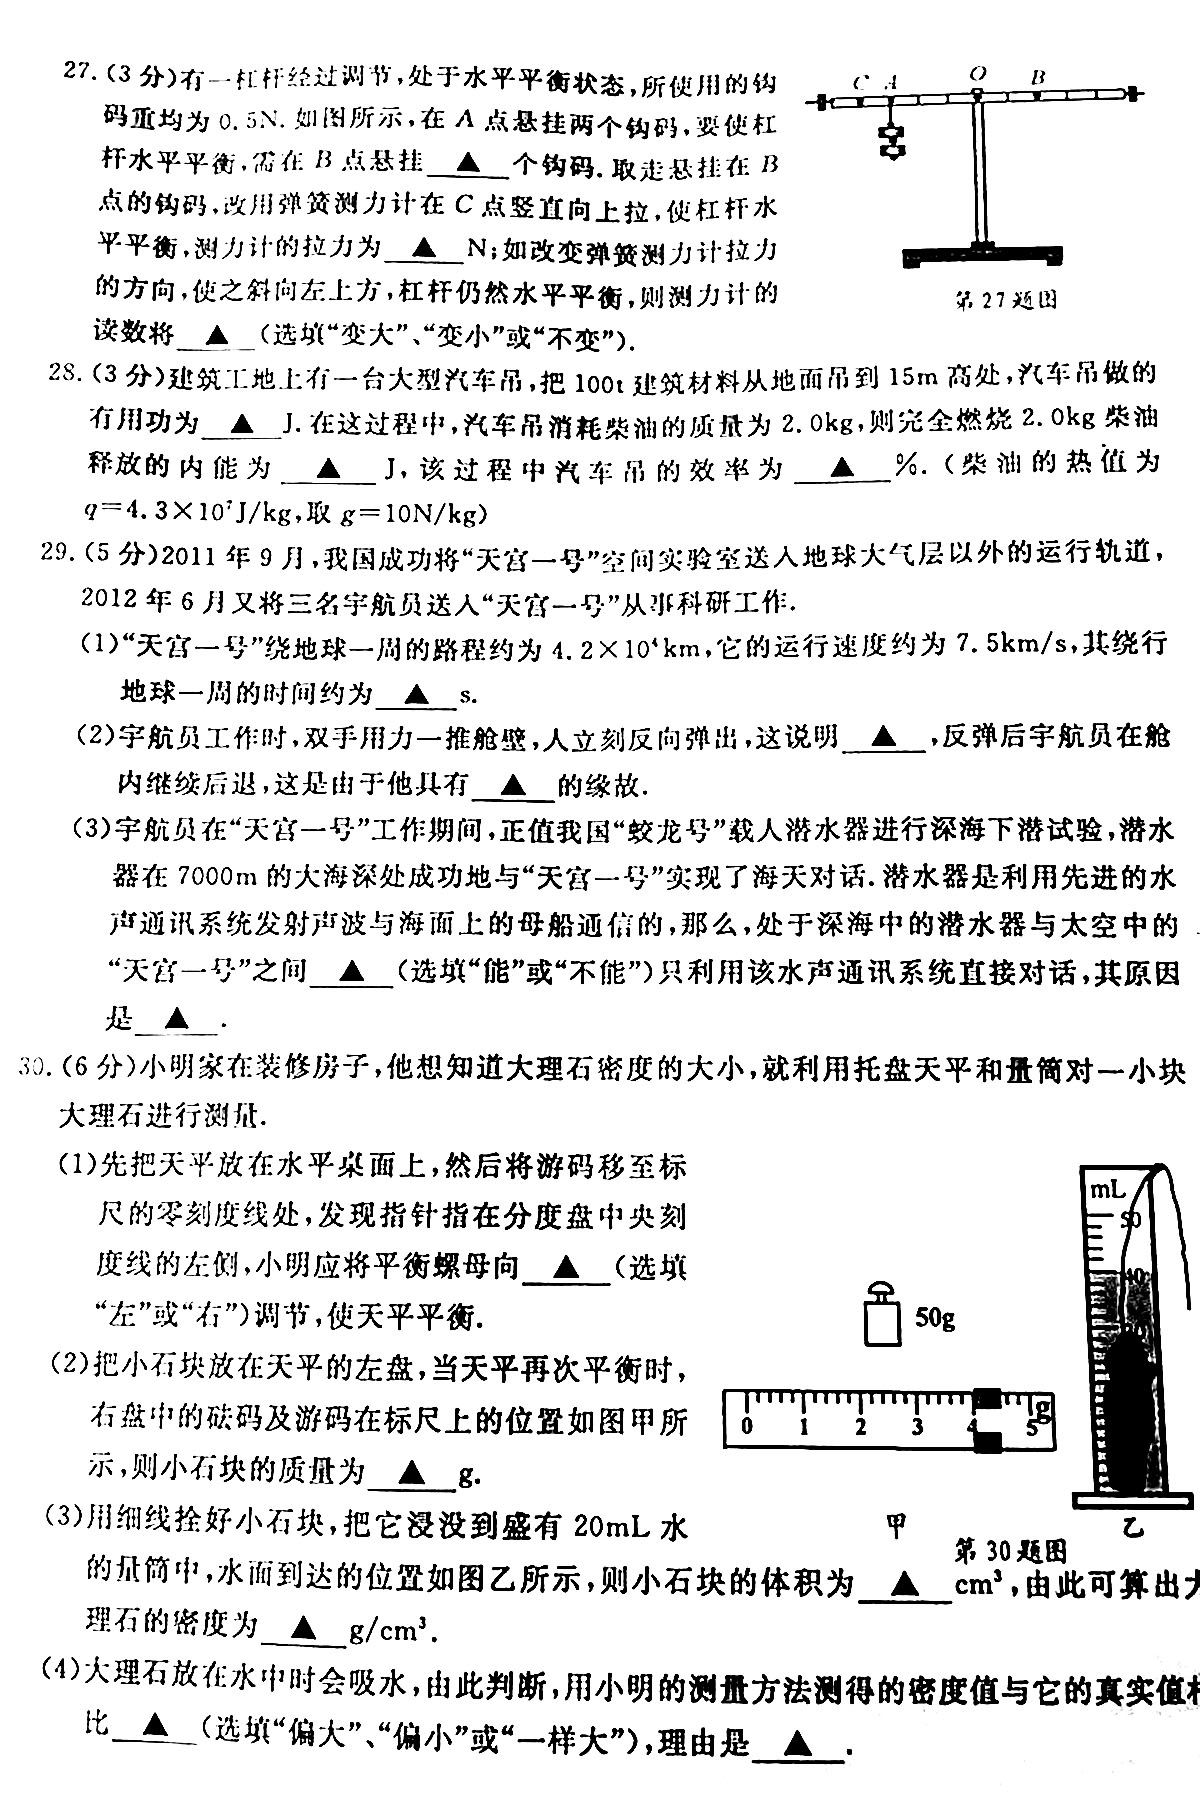 27.(3分)有一杠杆经过调节,处于水平平衡状态,所使用的钩
码重均为0.5N.如图所示,在A点悬挂两个钩码,要使杠
杆水平平衡,需在B点悬挂 ▲ 个钩码.取走悬挂在B
点的钩码,改用弹簧测力计在C点竖直向上拉,使杠杆水
平平衡,测力计的拉力为 ▲ N;如改变弹簧测力计拉力
的方向,使之斜向左上方,杠杆仍然水平平衡,则测力计的
读数将 ▲ (选填“变大”、“变小”或“不变”).
C A O B
第27题图
28.(3分)建筑工地上有一台大型汽车吊,把100t建筑材料从地面吊到15m高处,汽车吊做的
有用功为 ▲ J.在这过程中,汽车吊消耗柴油的质量为2.0kg,则完全燃烧2.0kg柴油
释放的内能为 ▲ J,该过程中汽车吊的效率为 ▲ %.(柴油的热值为
q=4.3×10⁷J/kg,取g=10N/kg)
29.(5分)2011年9月,我国成功将“天宫一号”空间实验室送入地球大气层以外的运行轨道,
2012年6月又将三名宇航员送入“天宫一号”从事科研工作.
(1)“天宫一号”绕地球一周的路程约为4.2×10⁴km,它的运行速度约为7.5km/s,其绕行
地球一周的时间约为 ▲ s.
(2)宇航员工作时,双手用力一推舱壁,人立刻反向弹出,这说明 ▲ ,反弹后宇航员在舱
内继续后退,这是由于他具有 ▲ 的缘故.
(3)宇航员在“天宫一号”工作期间,正值我国“蛟龙号”载人潜水器进行深海下潜试验,潜水
器在7000m的大海深处成功地与“天宫一号”实现了海天对话.潜水器是利用先进的水
声通讯系统发射声波与海面上的母船通信的,那么,处于深海中的潜水器与太空中的
“天宫一号”之间 ▲ (选填“能”或“不能”)只利用该水声通讯系统直接对话,其原因
是 ▲ .
30.(6分)小明家在装修房子,他想知道大理石密度的大小,就利用托盘天平和量筒对一小块
大理石进行测量.
(1)先把天平放在水平桌面上,然后将游码移至标
尺的零刻度线处,发现指针指在分度盘中央刻
度线的左侧,小明应将平衡螺母向 ▲ (选填
“左”或“右”)调节,使天平平衡.
(2)把小石块放在天平的左盘,当天平再次平衡时,
右盘中的砝码及游码在标尺上的位置如图甲所
示,则小石块的质量为 ▲ g.
50g
0 1 2 3 4 5 g
甲
mL
50
40
乙
第30题图
(3)用细线拴好小石块,把它浸没到盛有20mL水
的量筒中,水面到达的位置如图乙所示,则小石块的体积为 ▲ cm³,由此可算出大
理石的密度为 ▲ g/cm³.
(4)大理石放在水中时会吸水,由此判断,用小明的测量方法测得的密度值与它的真实值相
比 ▲ (选填“偏大”、“偏小”或“一样大”),理由是 ▲ .